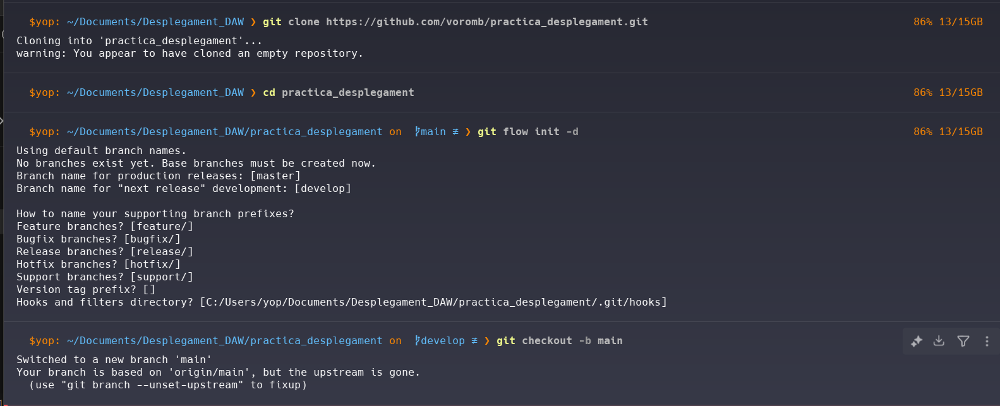 $yop: ~/Documents/Desplegament_DAW ❯ git clone https://github.com/voromb/practica_desplegament.git 86% 13/15GB
Cloning into 'practica_desplegament'...
warning: You appear to have cloned an empty repository.
$yop: ~/Documents/Desplegament_DAW ❯ cd practica_desplegament 86% 13/15GB
$yop: ~/Documents/Desplegament_DAW/practica_desplegament on main ≢ ❯ git flow init -d 86% 13/15GB
Using default branch names.
No branches exist yet. Base branches must be created now.
Branch name for production releases: [master]
Branch name for "next release" development: [develop]
How to name your supporting branch prefixes?
Feature branches? [feature/]
Bugfix branches? [bugfix/]
Release branches? [release/]
Hotfix branches? [hotfix/]
Support branches? [support/]
Version tag prefix? []
Hooks and filters directory? [C:/Users/yop/Documents/Desplegament_DAW/practica_desplegament/.git/hooks]
$yop: ~/Documents/Desplegament_DAW/practica_desplegament on develop ≢ ❯ git checkout -b main
Switched to a new branch 'main'
Your branch is based on 'origin/main', but the upstream is gone.
(use "git branch --unset-upstream" to fixup)